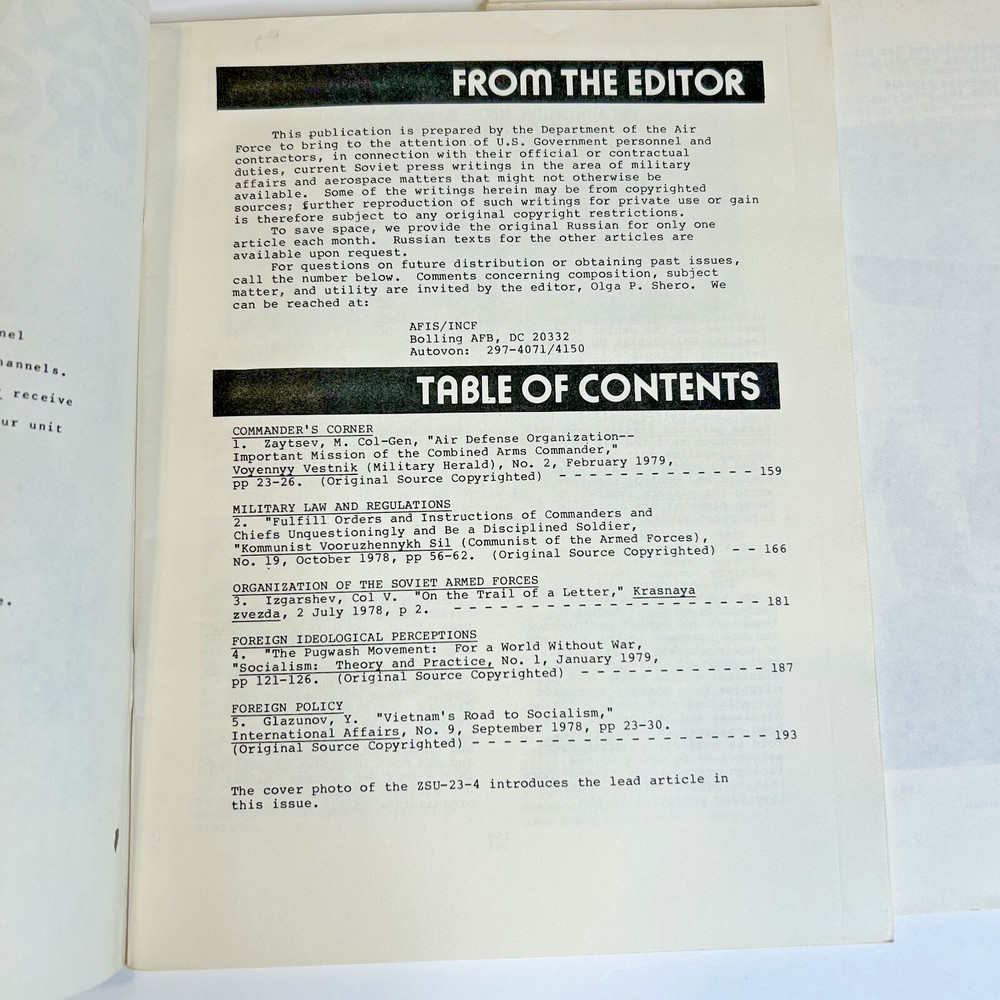 nel
hannels.
receive
ur unit
e.
FROM THE EDITOR
This publication is prepared by the Department of the Air
Force to bring to the attention of U.S. Government personnel and
contractors, in connection with their official or contractual
duties, current Soviet press writings in the area of military
affairs and aerospace matters that might not otherwise be
available. Some of the writings herein may be from copyrighted
sources; further reproduction of such writings for private use or gain
is therefore subject to any original copyright restrictions.
To save space, we provide the original Russian for only one
article each month. Russian texts for the other articles are
available upon request.
For questions on future distribution or obtaining past issues,
call the number below. Comments concerning composition, subject
matter, and utility are invited by the editor, Olga P. Shero. We
can be reached at:
AFIS/INCF
Bolling AFB, DC 20332
Autovon: 297-4071/4150
TABLE OF CONTENTS
COMMANDER'S CORNER
1. Zaytsev, M. Col-Gen, "Air Defense Organization--
Important Mission of the Combined Arms Commander,"
Voyennyy Vestnik (Military Herald), No. 2, February 1979,
pp 23-26. (Original Source Copyrighted) - - - - - - - - - - - - - 159
MILITARY LAW AND REGULATIONS
2. "Fulfill Orders and Instructions of Commanders and
Chiefs Unquestioningly and Be a Disciplined Soldier,
"Kommunist Vooruzhennykh Sil (Communist of the Armed Forces),
No. 19, October 1978, pp 56-62. (Original Source Copyrighted) - - 166
ORGANIZATION OF THE SOVIET ARMED FORCES
3. Izgarshev, Col V. "On the Trail of a Letter," Krasnaya
zvezda, 2 July 1978, p 2. - - - - - - - - - - - - - - - - - - - - 181
FOREIGN IDEOLOGICAL PERCEPTIONS
4. "The Pugwash Movement: For a World Without War,
"Socialism: Theory and Practice, No. 1, January 1979,
pp 121-126. (Original Source Copyrighted) - - - - - - - - - - - - 187
FOREIGN POLICY
5. Glazunov, Y. "Vietnam's Road to Socialism,"
International Affairs, No. 9, September 1978, pp 23-30.
(Original Source Copyrighted) - - - - - - - - - - - - - - - - - - 193
The cover photo of the ZSU-23-4 introduces the lead article in
this issue.